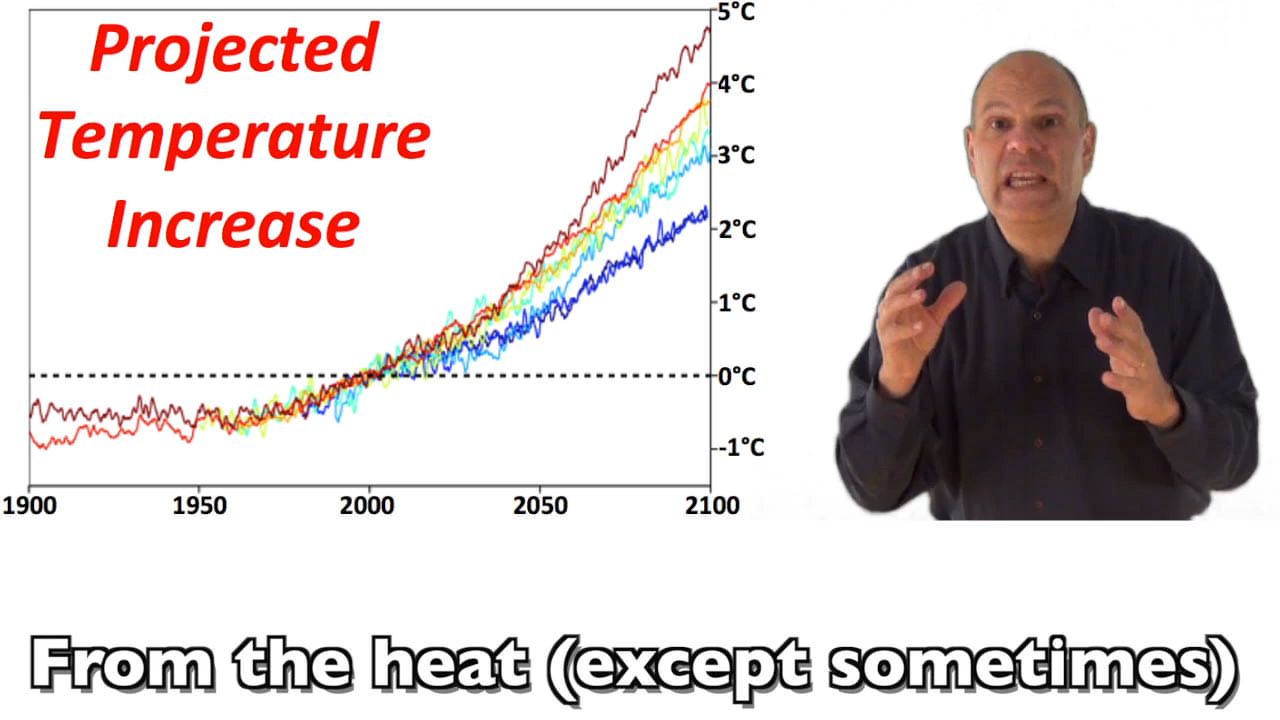 Projected
Temperature
Increase
5°C
4°C
3°C
2°C
1°C
0°C
-1°C
1900 1950 2000 2050 2100
From the heat (except sometimes)